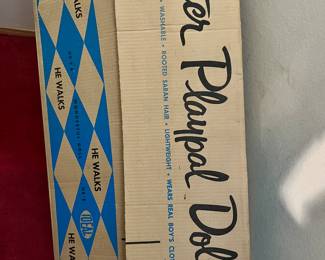 HE WALKS
HE WALKS
HE WALKS
HE WALKS
IDEAL
ter Playpal Dol
• WASHABLE • ROOTED SARAN HAIR • LIGHTWEIGHT • WEARS REAL BOY'S CLO